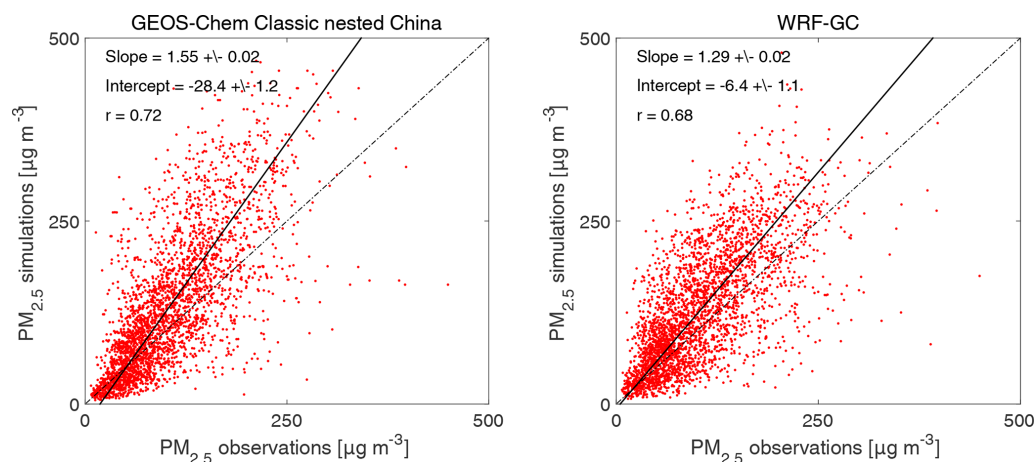 GEOS-Chem Classic nested China
500
Slope = 1.55 +\- 0.02
Intercept = -28.4 +\- 1.2
r = 0.72
PM2.5 simulations [µg m-3]
250
0
0 250 500
PM2.5 observations [µg m-3]
WRF-GC
500
Slope = 1.29 +\- 0.02
Intercept = -6.4 +\- 1.1
r = 0.68
PM2.5 simulations [µg m-3]
250
0
0 250 500
PM2.5 observations [µg m-3]